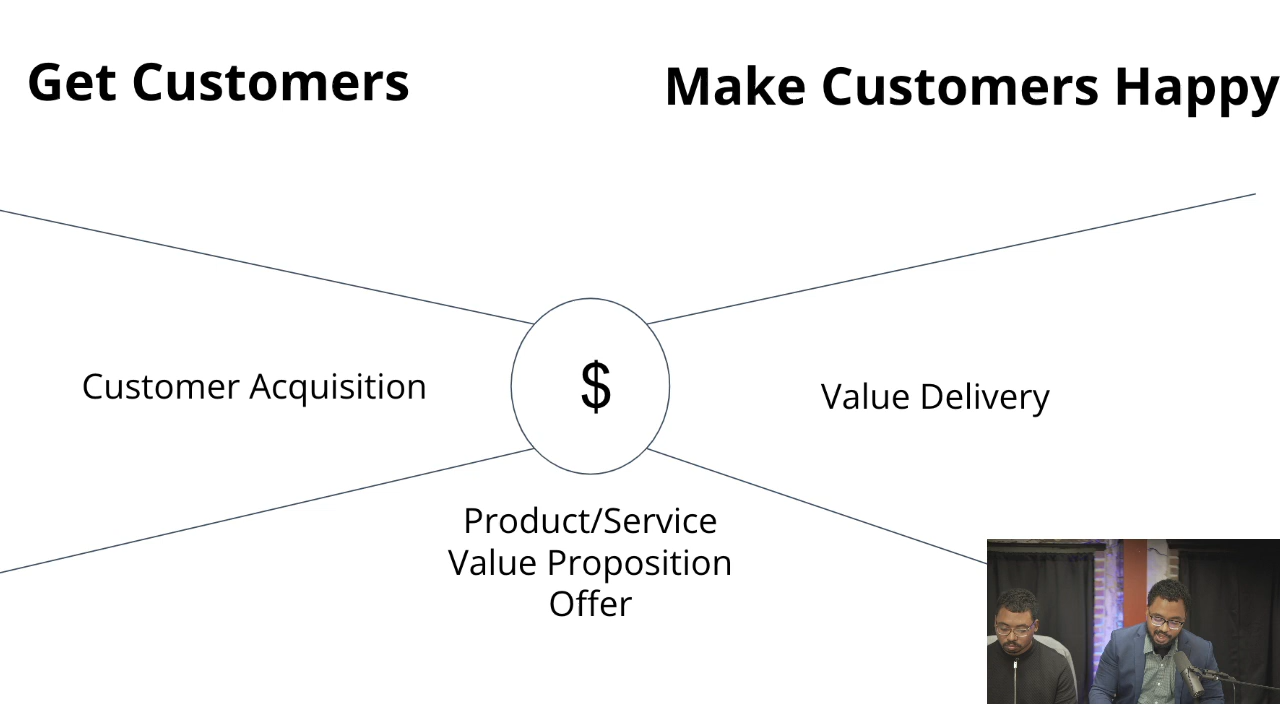 Get Customers
Make Customers Happy
Customer Acquisition
$
Value Delivery
Product/Service
Value Proposition
Offer